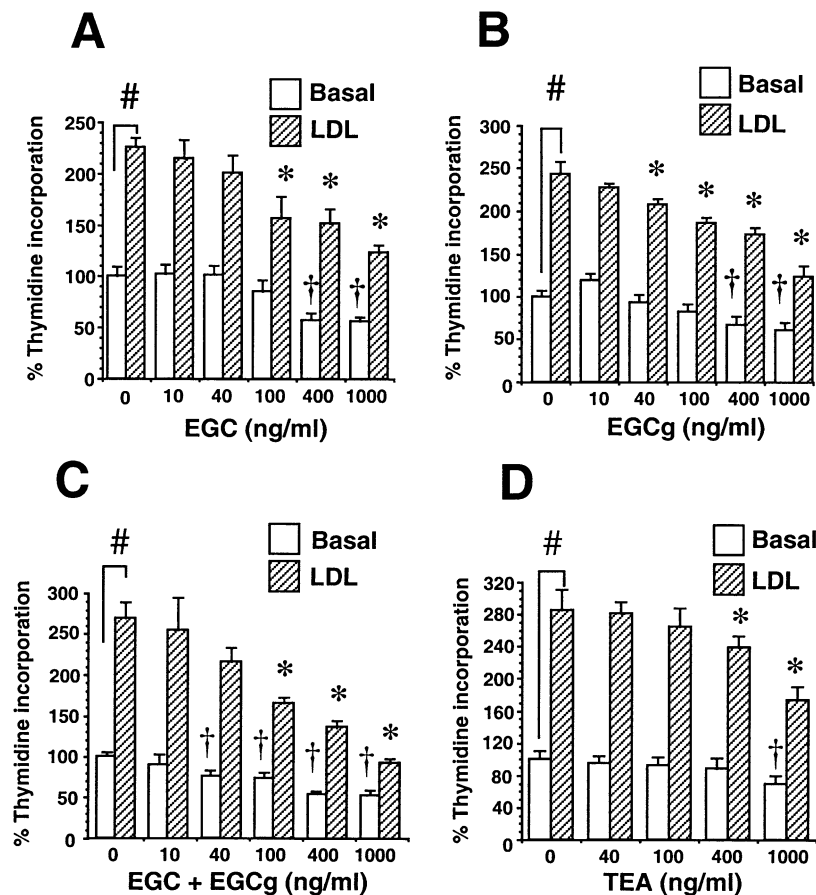 A
#
Basal
LDL
% Thymidine incorporation
250
200
150
100
50
0
* * *
‡ †
0 10 40 100 400 1000
EGC (ng/ml)
B
#
Basal
LDL
% Thymidine incorporation
300
250
200
150
100
50
0
* * * *
‡ ‡
0 10 40 100 400 1000
EGCg (ng/ml)
C
#
Basal
LDL
% Thymidine incorporation
300
250
200
150
100
50
0
* * *
† † † †
0 10 40 100 400 1000
EGC + EGCg (ng/ml)
D
#
Basal
LDL
% Thymidine incorporation
320
280
240
200
160
120
80
40
0
* *
†
0 40 100 400 1000
TEA (ng/ml)